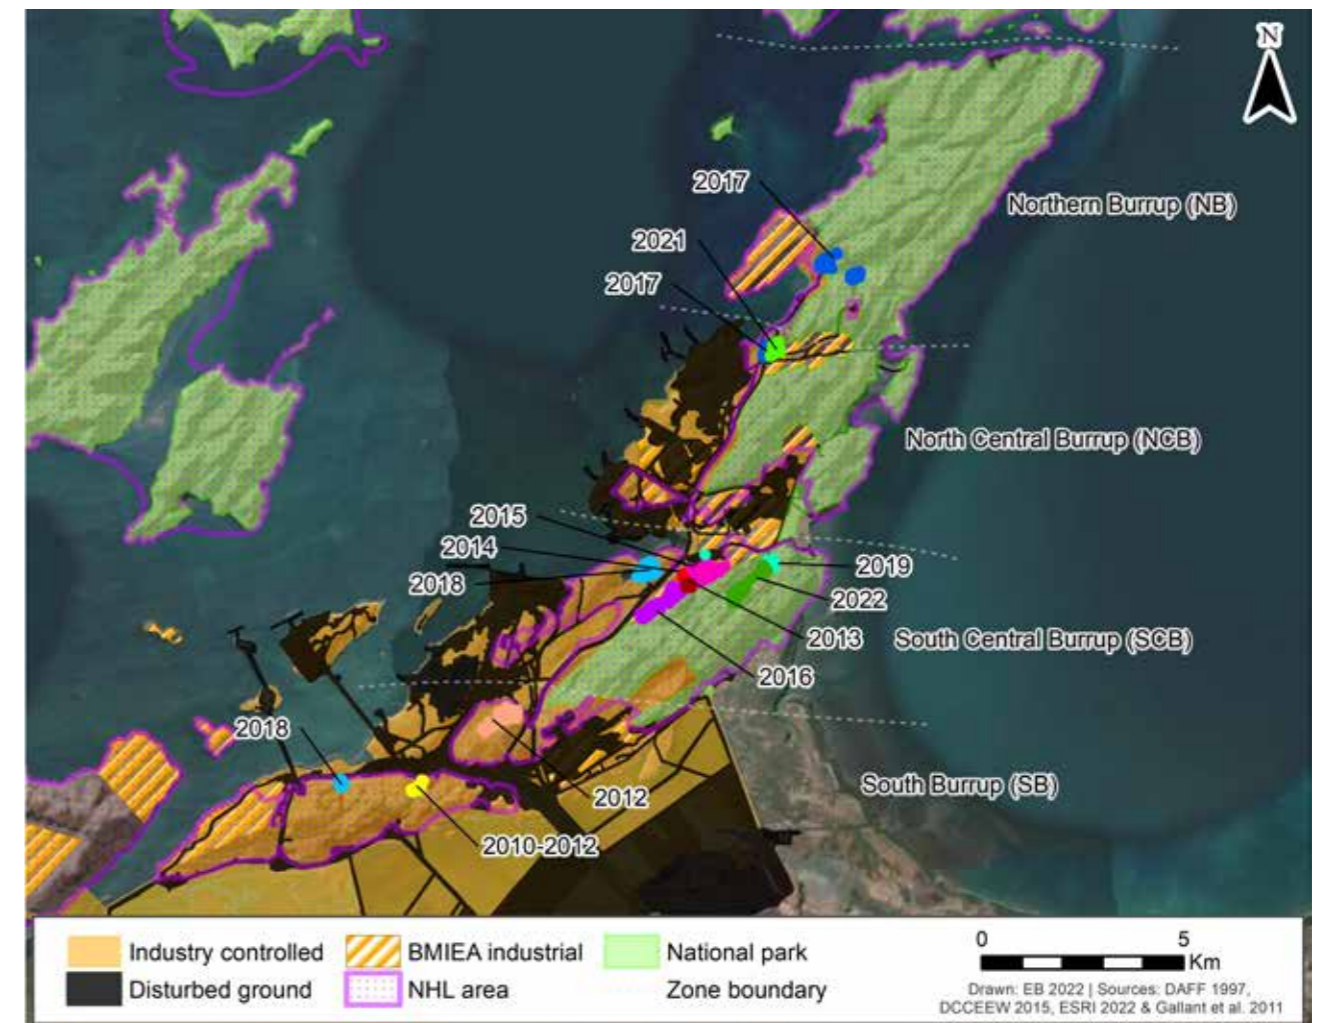 N
2017
Northern Burrup (NB)
2021
2017
North Central Burrup (NCB)
2015
2014
2018
2019
2022
2013
South Central Burrup (SCB)
2016
2018
South Burrup (SB)
2012
2010-2012
Industry controlled
BMIEA industrial
National park
0 5
Km
Disturbed ground
NHL area
Zone boundary
Drawn: EB 2022 | Sources: DAFF 1997,
DCCEEW 2015, ESRI 2022 & Gallant et al. 2011